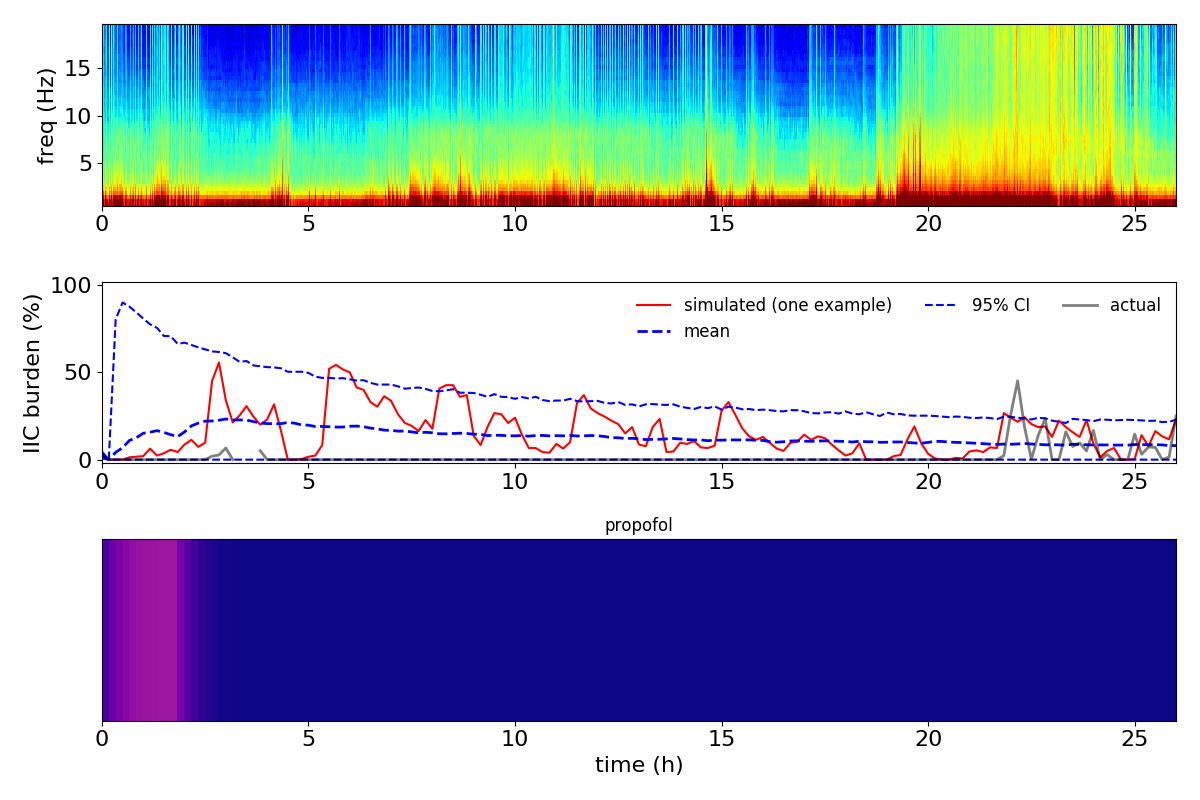 freq (Hz)
15
10
5
0 5 10 15 20 25
IIC burden (%)
100
50
0
simulated (one example)
mean
95% CI
actual
0 5 10 15 20 25
propofol
0 5 10 15 20 25
time (h)